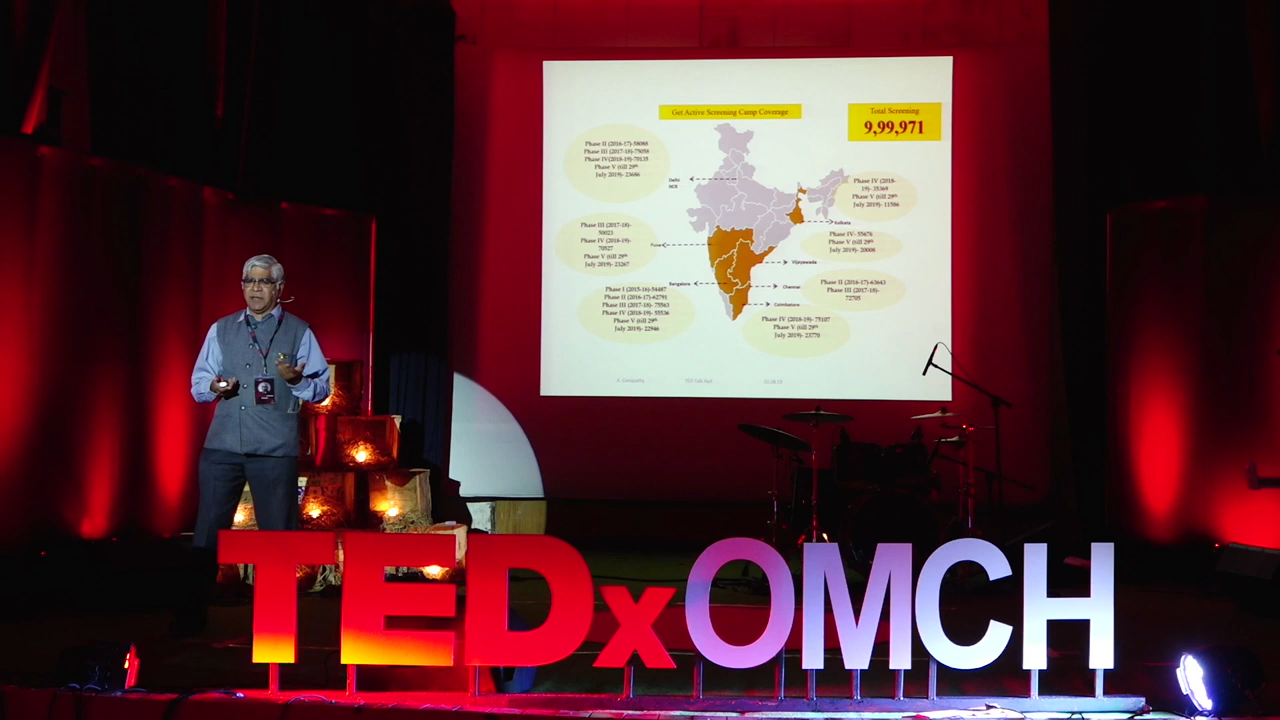 Get Active Screening Camp Coverage
Total Screening
9,99,971
Phase II (2016-17)-58088
Phase III (2017-18)-75058
Phase IV(2018-19)-70135
Phase V (till 29th
July 2019)- 23686
Delhi
NCR
Phase IV (2018-
19)- 35369
Phase V (till 29th
July 2019)- 11586
Kolkata
Phase III (2017-18)-
50023
Phase IV (2018-19)-
70527
Phase V (till 29th
July 2019)- 23267
Pune
Phase IV- 55676
Phase V (till 29th
July 2019)- 20008
Vijayawada
Bangalore
Phase I (2015-16)-54487
Phase II (2016-17)-62791
Phase III (2017-18)- 75563
Phase IV (2018-19)- 55536
Phase V (till 29th
July 2019)- 22946
Chennai
Phase II (2016-17)-63643
Phase III (2017-18)-
72705
Coimbatore
Phase IV (2018-19)- 75107
Phase V (till 29th
July 2019)- 23770
TEDxOMCH